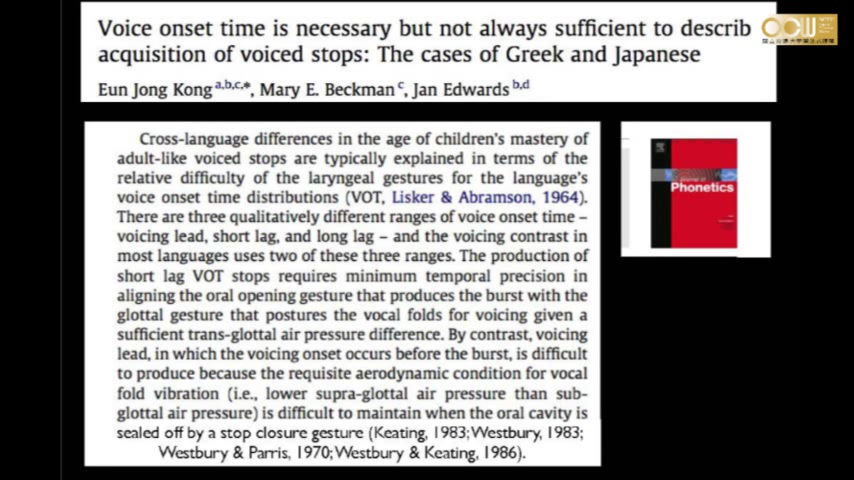 Voice onset time is necessary but not always sufficient to describ
acquisition of voiced stops: The cases of Greek and Japanese
Eun Jong Kong a,b,c,*, Mary E. Beckman c, Jan Edwards b,d
OCW
Cross-language differences in the age of children's mastery of
adult-like voiced stops are typically explained in terms of the
relative difficulty of the laryngeal gestures for the language's
voice onset time distributions (VOT, Lisker & Abramson, 1964).
There are three qualitatively different ranges of voice onset time –
voicing lead, short lag, and long lag – and the voicing contrast in
most languages uses two of these three ranges. The production of
short lag VOT stops requires minimum temporal precision in
aligning the oral opening gesture that produces the burst with the
glottal gesture that postures the vocal folds for voicing given a
sufficient trans-glottal air pressure difference. By contrast, voicing
lead, in which the voicing onset occurs before the burst, is difficult
to produce because the requisite aerodynamic condition for vocal
fold vibration (i.e., lower supra-glottal air pressure than sub-
glottal air pressure) is difficult to maintain when the oral cavity is
sealed off by a stop closure gesture (Keating, 1983; Westbury, 1983;
Westbury & Parris, 1970; Westbury & Keating, 1986).
Phonetics